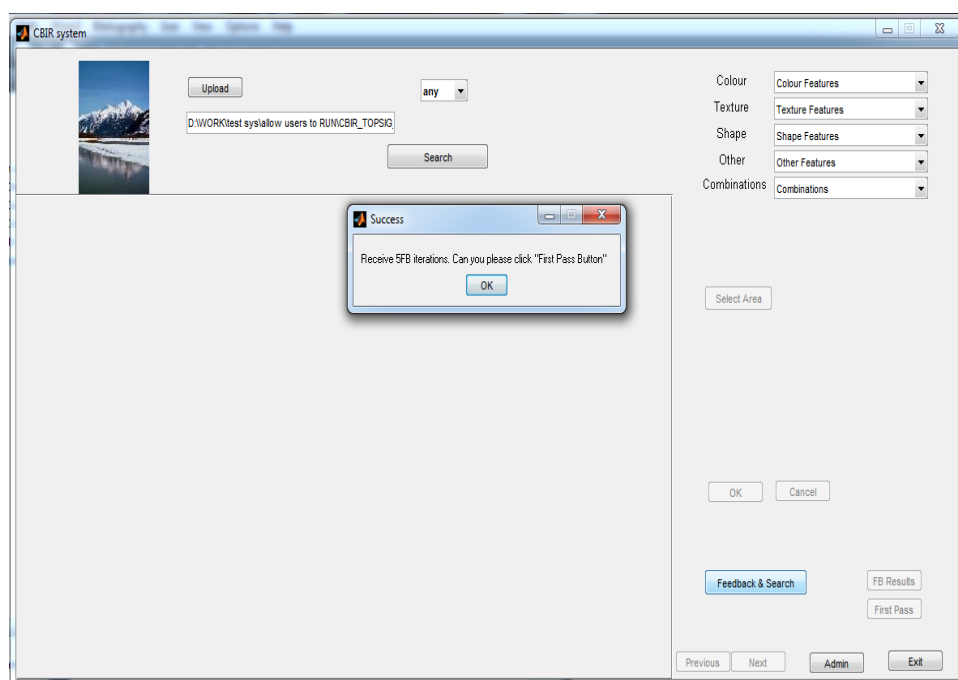 CBIR system
Upload
any
D:\WORK\test sys\allow users to RUN\CBIR_TOPSIG
Search
Colour
Colour Features
Texture
Texture Features
Shape
Shape Features
Other
Other Features
Combinations
Combinations
Success
Receive 5FB iterations. Can you please click "First Pass Button"
OK
Select Area
OK
Cancel
Feedback & Search
FB Results
First Pass
Previous
Next
Admin
Exit